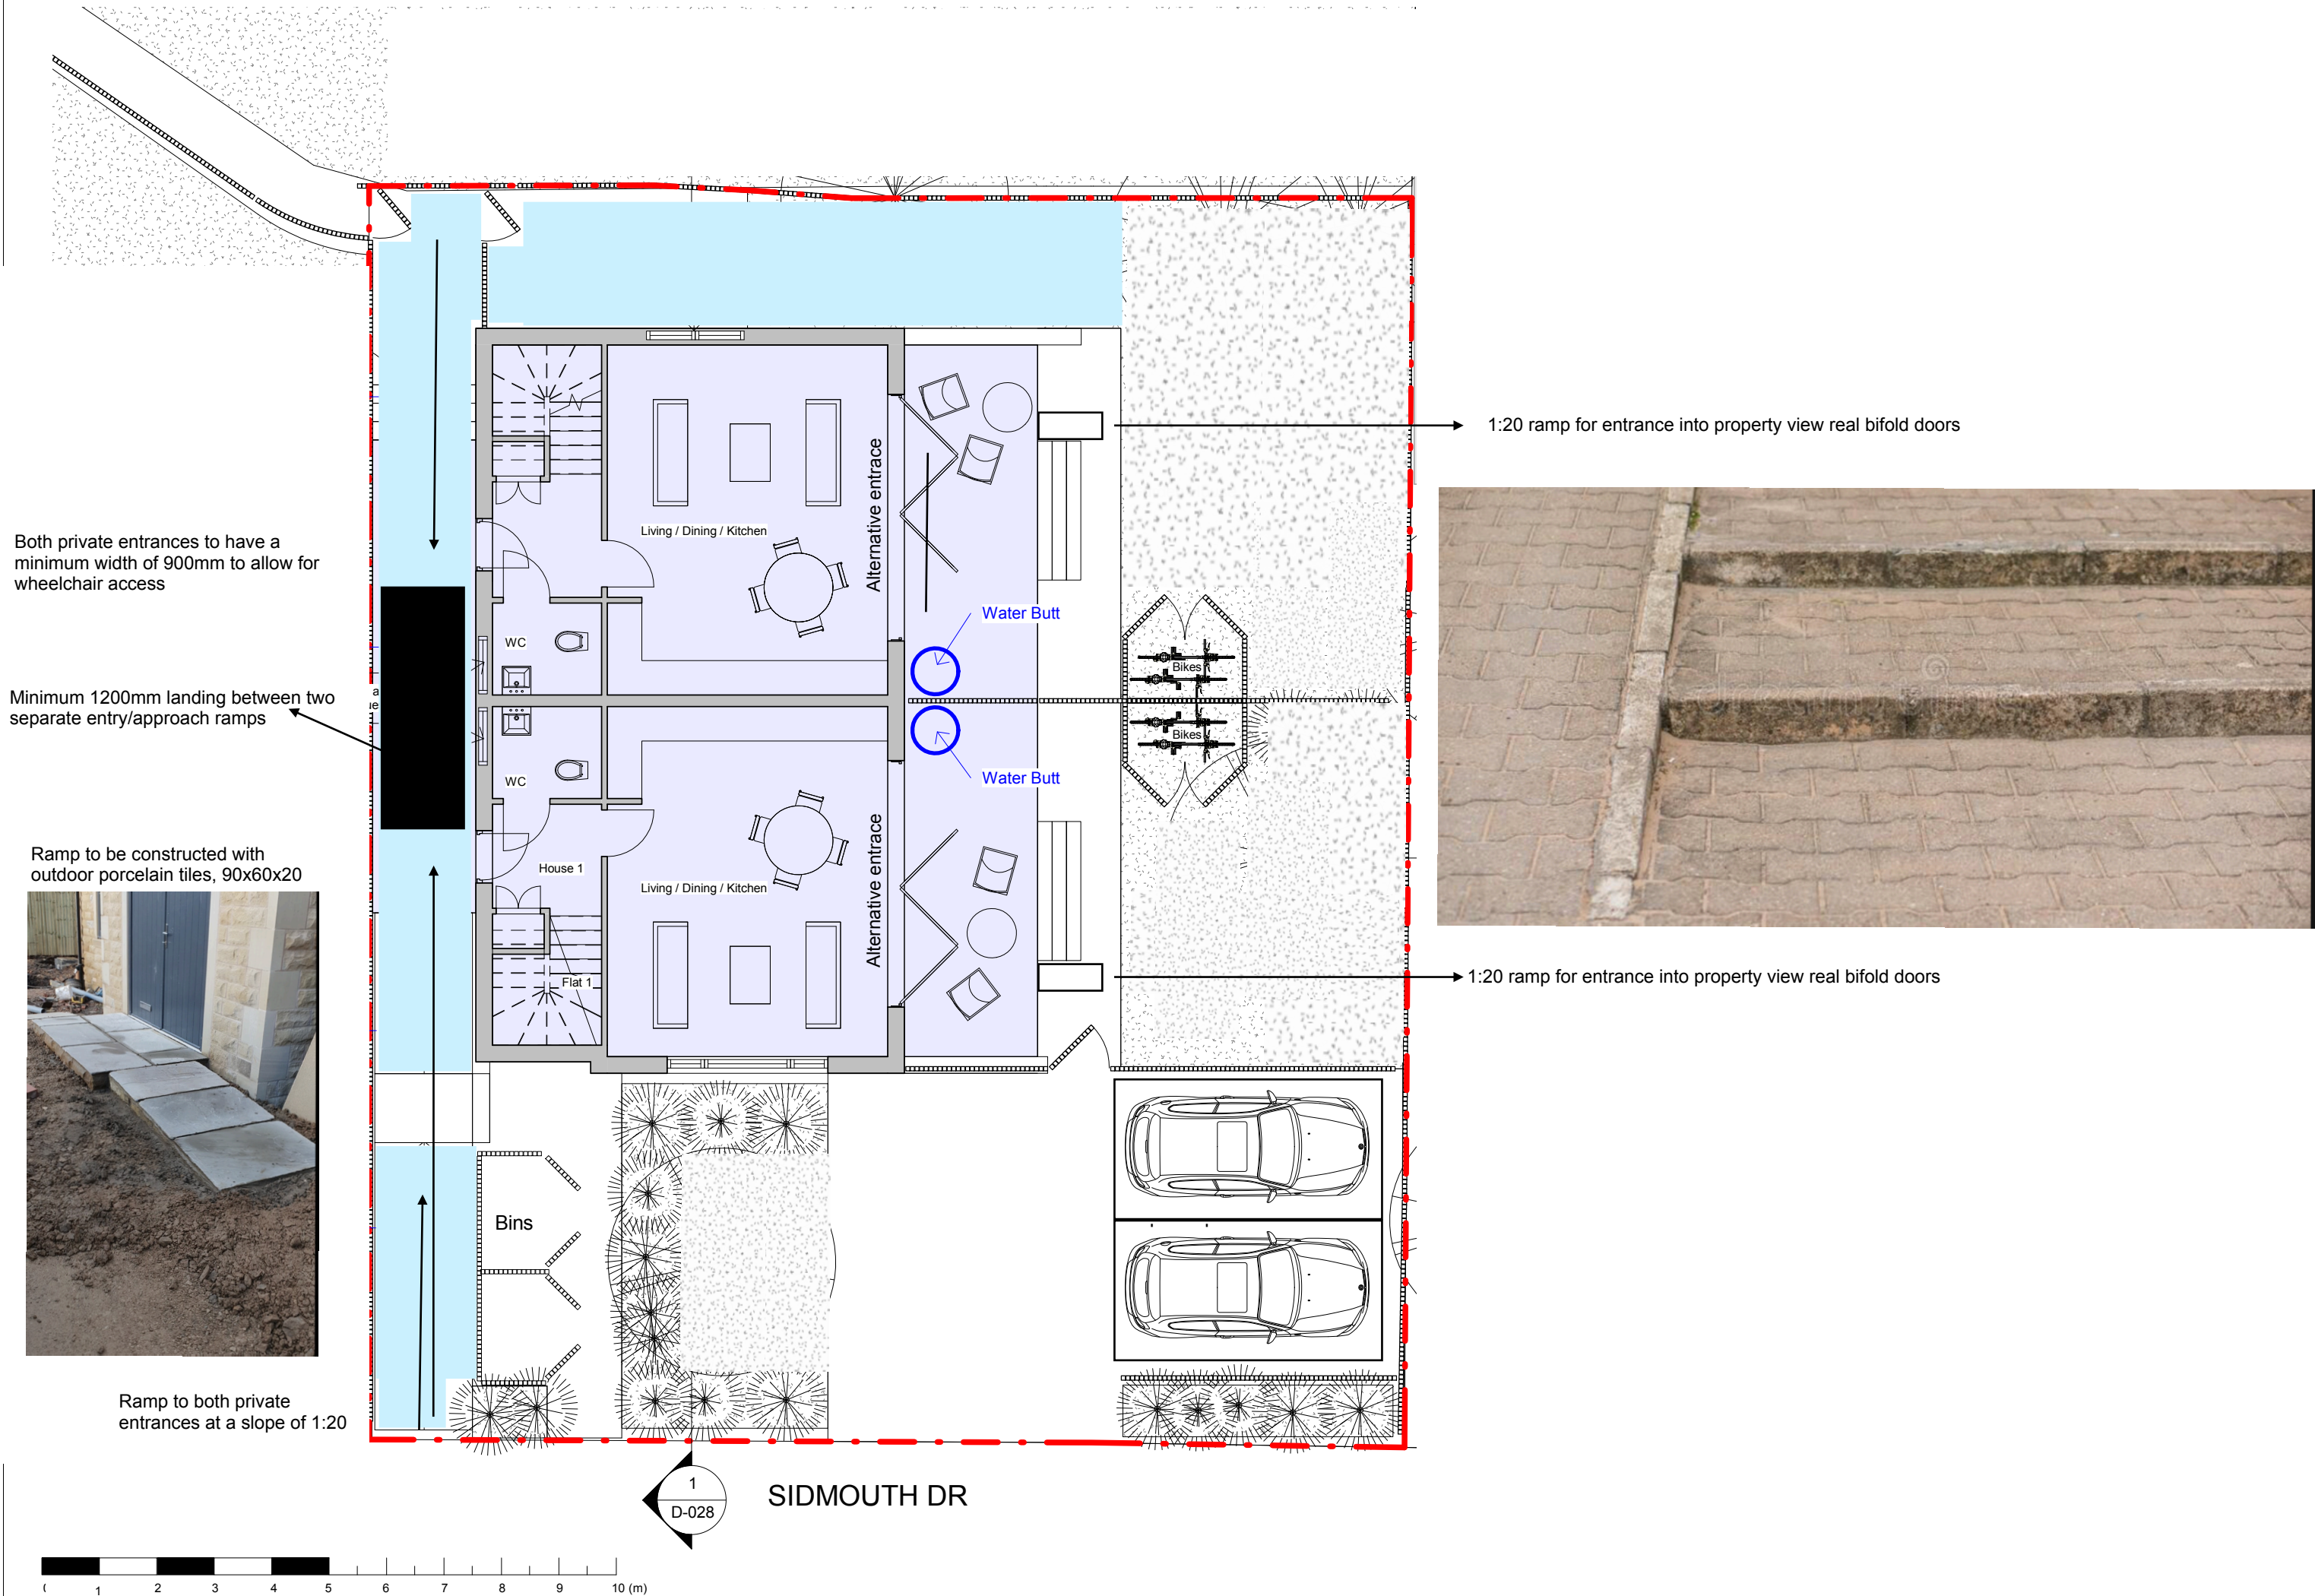 1:20 ramp for entrance into property view real bifold doors
Alternative entrace
Living / Dining / Kitchen
Both private entrances to have a
minimum width of 900mm to allow for
wheelchair access
Water Butt
WC
Bikes
Minimum 1200mm landing between two
separate entry/approach ramps
a
Bikes
WC
Water Butt
Ramp to be constructed with
outdoor porcelain tiles, 90x60x20
House 1
Living / Dining / Kitchen
Alternative entrace
Flat 1
1:20 ramp for entrance into property view real bifold doors
Bins
Ramp to both private
entrances at a slope of 1:20
1
D-028
SIDMOUTH DR
1 2 3 4 5 6 7 8 9 10 (m)